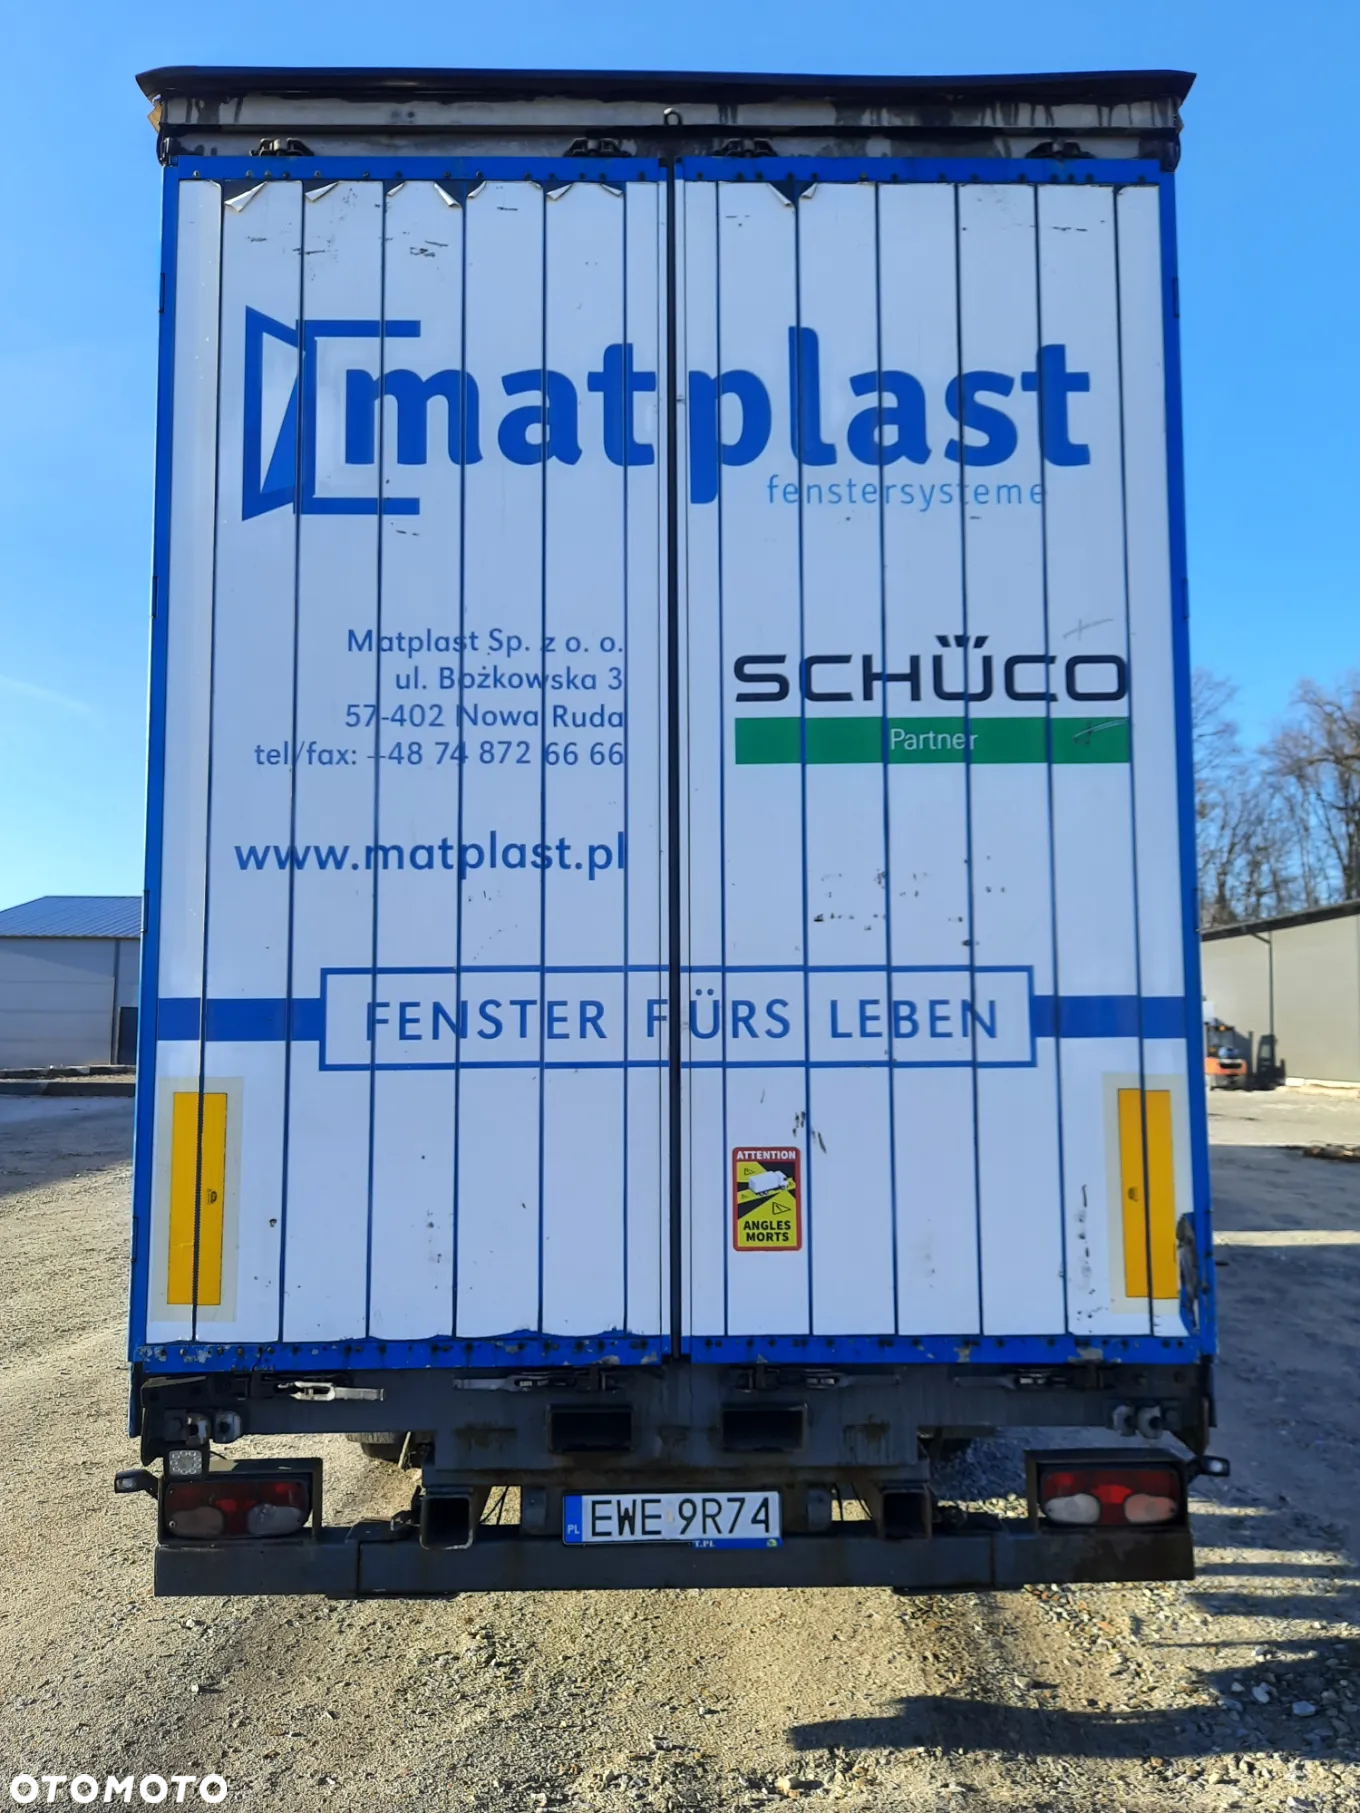 matplast
fenstersysteme
Matplast Sp. z o. o.
ul. Bożkowska 3
57-402 Nowa Ruda
tel/fax: +48 74 872 66 66
www.matplast.pl
SCHÜCO
Partner
FENSTER FÜRS LEBEN
ATTENTION
ANGLES
MORTS
PL EWE 9R74
OTOMOTO